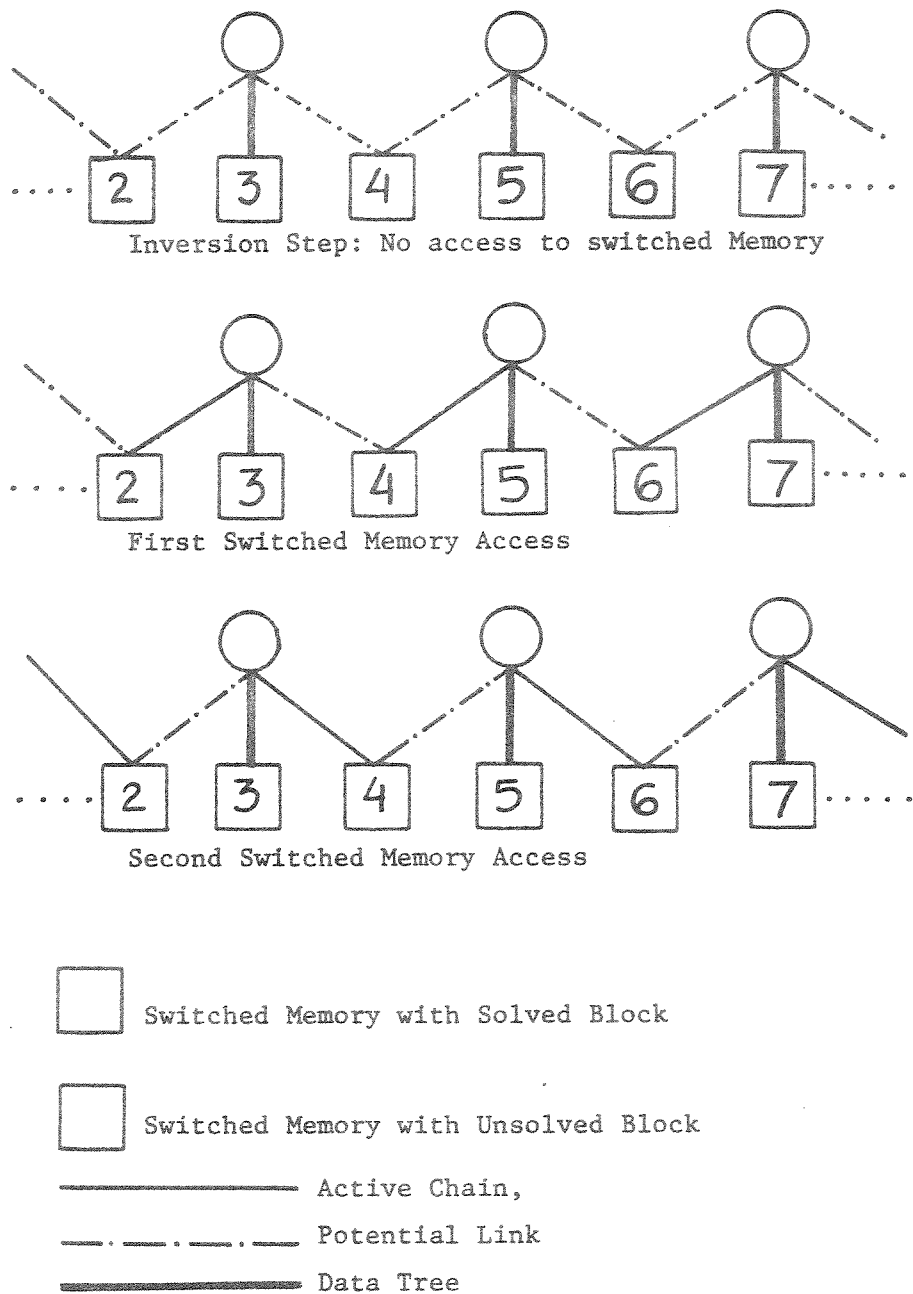 2 3 4 5 6 7
Inversion Step: No access to switched Memory
2 3 4 5 6 7
First Switched Memory Access
2 3 4 5 6 7
Second Switched Memory Access
Switched Memory with Solved Block
Switched Memory with Unsolved Block
Active Chain,
Potential Link
Data Tree